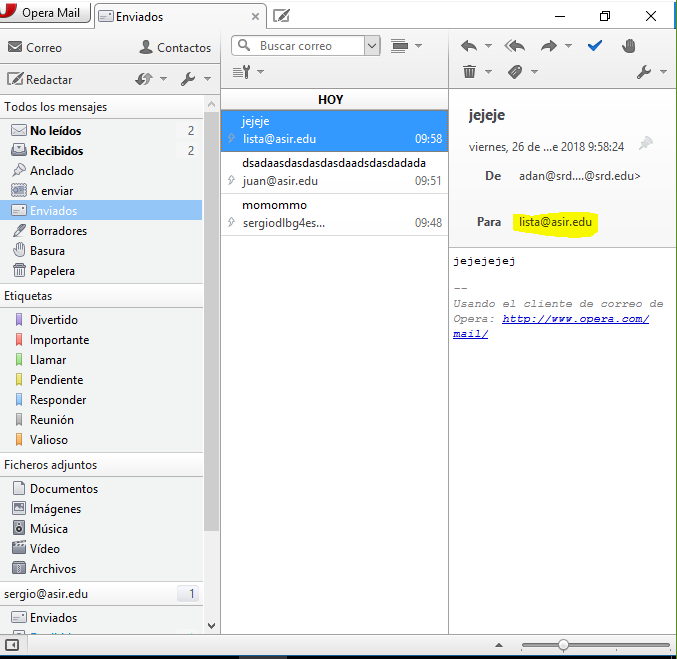 Opera Mail
Enviados
Correo
Contactos
Redactar
Todos los mensajes
No leídos 2
Recibidos 2
Anclado
A enviar
Enviados
Borradores
Basura
Papelera
Etiquetas
Divertido
Importante
Llamar
Pendiente
Responder
Reunión
Valioso
Ficheros adjuntos
Documentos
Imágenes
Música
Vídeo
Archivos
sergio@asir.edu 1
Enviados
Buscar correo
HOY
jejeje
lista@asir.edu 09:58
dsadaasdasdasdasdaadsdasdadada
juan@asir.edu 09:51
momommo
sergiodlbg4es... 09:48
jejeje
viernes, 26 de ...e 2018 9:58:24
De adan@srd....@srd.edu>
Para lista@asir.edu
jejejejej
--
Usando el cliente de correo de
Opera: http://www.opera.com/
mail/